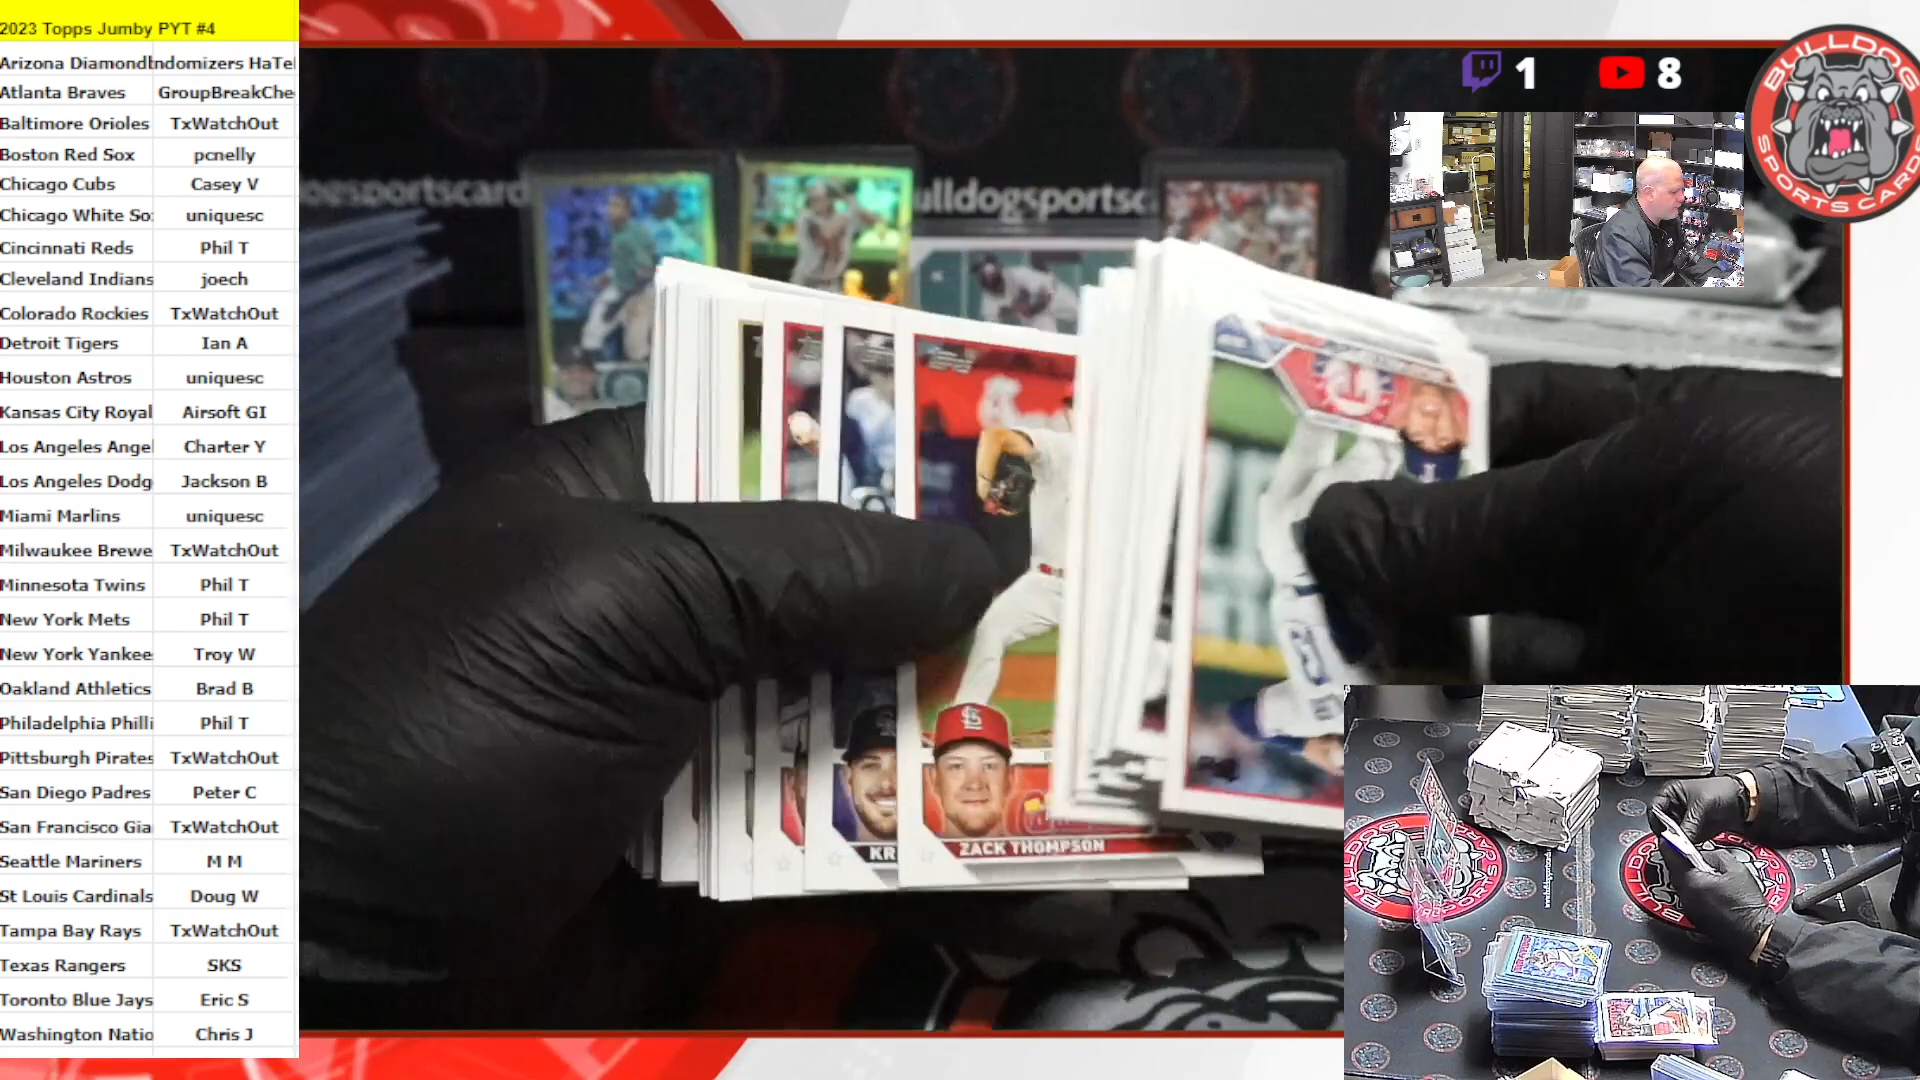 2023 Topps Jumby PYT #4
Arizona Diamondb ndomizers HaTe
Atlanta Braves GroupBreakChe
Baltimore Orioles TxWatchOut
Boston Red Sox pcnelly
Chicago Cubs Casey V
Chicago White So uniquesc
Cincinnati Reds Phil T
Cleveland Indians joech
Colorado Rockies TxWatchOut
Detroit Tigers Ian A
Houston Astros uniquesc
Kansas City Royal Airsoft GI
Los Angeles Angel Charter Y
Los Angeles Dodg Jackson B
Miami Marlins uniquesc
Milwaukee Brewe TxWatchOut
Minnesota Twins Phil T
New York Mets Phil T
New York Yankee Troy W
Oakland Athletics Brad B
Philadelphia Philli Phil T
Pittsburgh Pirates TxWatchOut
San Diego Padres Peter C
San Francisco Gia TxWatchOut
Seattle Mariners M M
St Louis Cardinals Doug W
Tampa Bay Rays TxWatchOut
Texas Rangers SKS
Toronto Blue Jays Eric S
Washington Natio Chris J
1
8
BULLDOG
SPORTS CARDS
dogsportscard
ulldogsportsc
KR
ZACK THOMPSON